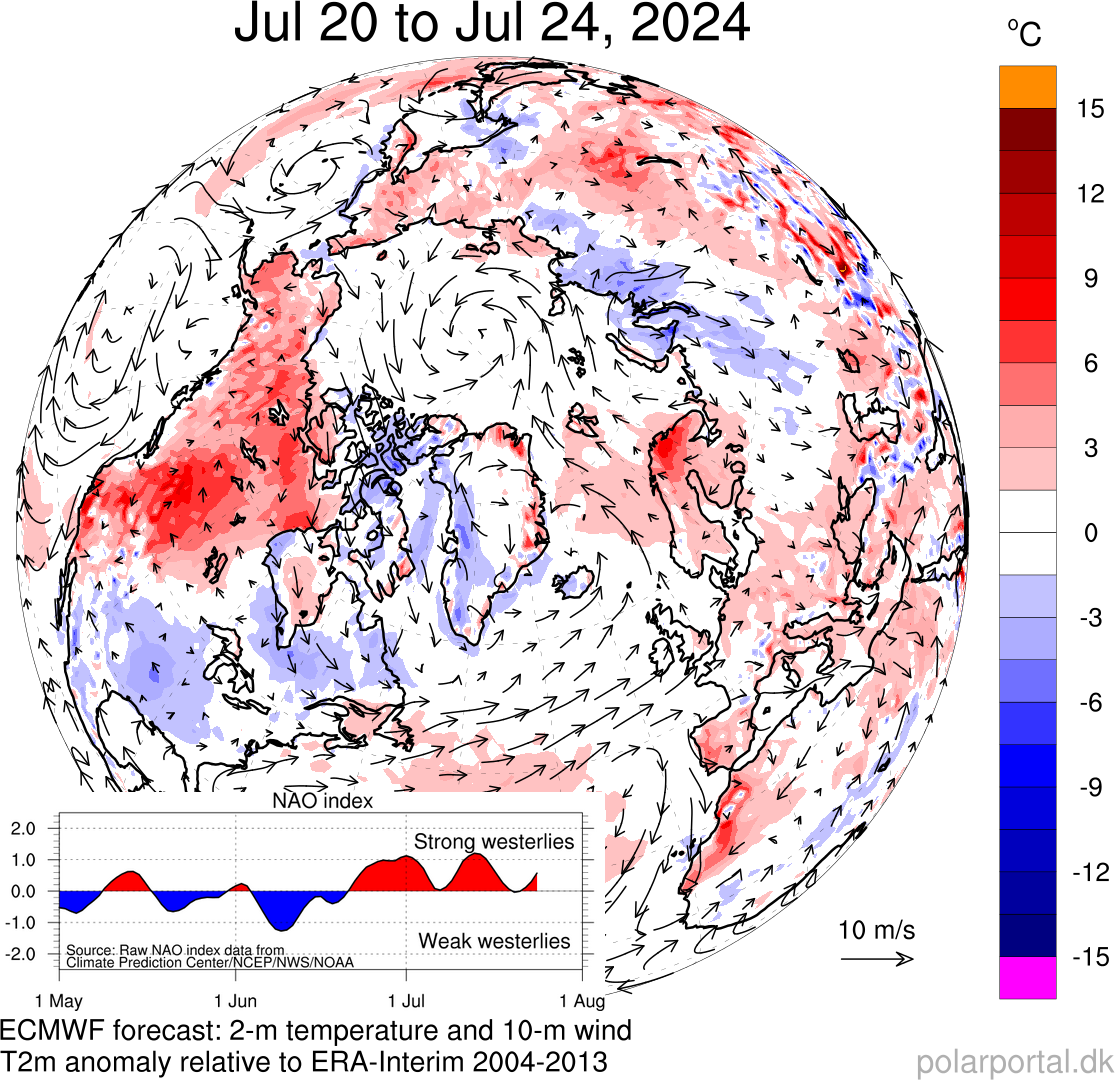 Jul 20 to Jul 24, 2024
°C
15
12
9
6
3
0
-3
-6
-9
-12
-15
10 m/s
NAO index
2.0
1.0
0.0
-1.0
-2.0
Strong westerlies
Weak westerlies
Source: Raw NAO index data from
Climate Prediction Center/NCEP/NWS/NOAA
1 May
1 Jun
1 Jul
1 Aug
ECMWF forecast: 2-m temperature and 10-m wind
T2m anomaly relative to ERA-Interim 2004-2013
polarportal.dk